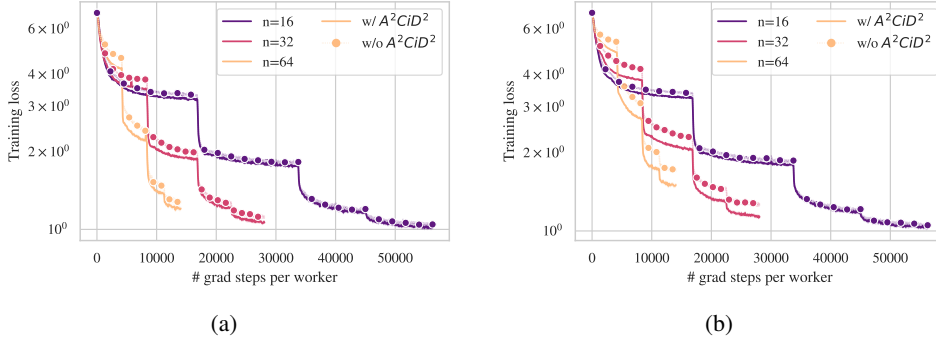 6 × 10⁰
4 × 10⁰
3 × 10⁰
2 × 10⁰
10⁰
Training loss
n=16
n=32
n=64
w/ A²CiD²
w/o A²CiD²
0 10000 20000 30000 40000 50000
# grad steps per worker
(a)
6 × 10⁰
4 × 10⁰
3 × 10⁰
2 × 10⁰
10⁰
Training loss
n=16
n=32
n=64
w/ A²CiD²
w/o A²CiD²
0 10000 20000 30000 40000 50000
# grad steps per worker
(b)